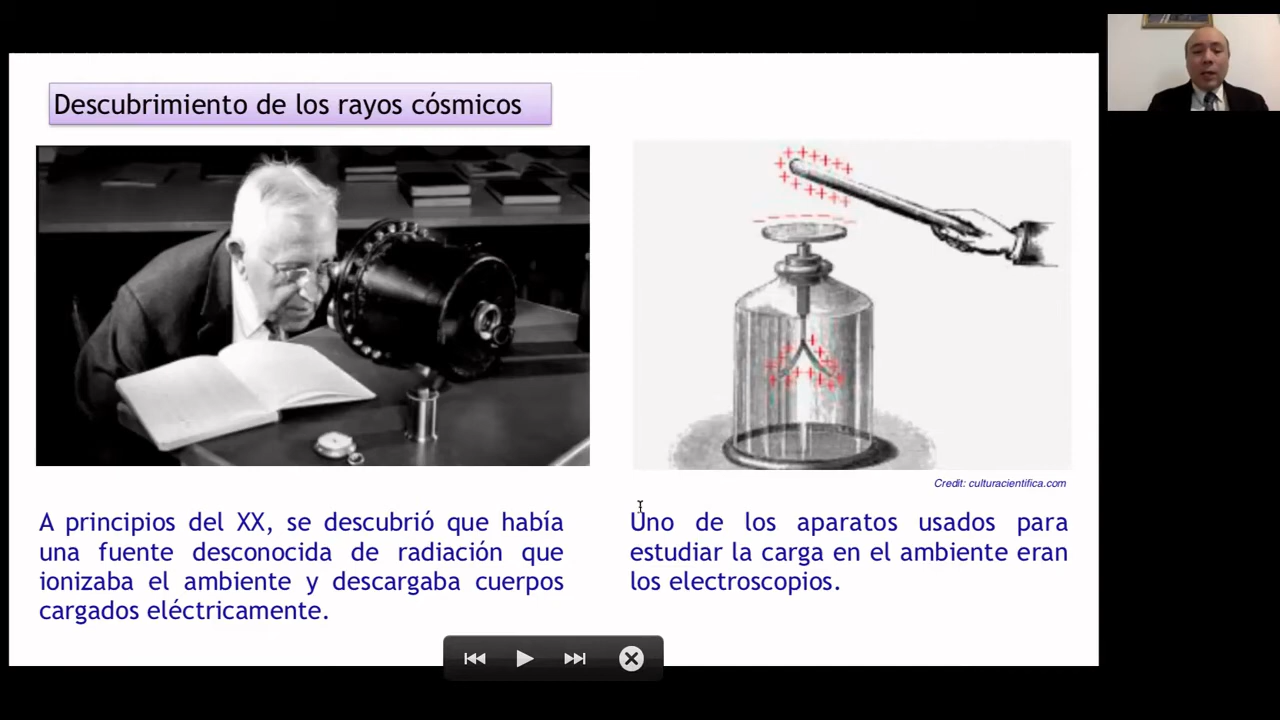 Descubrimiento de los rayos cósmicos
Credit: culturacientifica.com
A principios del XX, se descubrió que había
una fuente desconocida de radiación que
ionizaba el ambiente y descargaba cuerpos
cargados eléctricamente.
Uno de los aparatos usados para
estudiar la carga en el ambiente eran
los electroscopios.